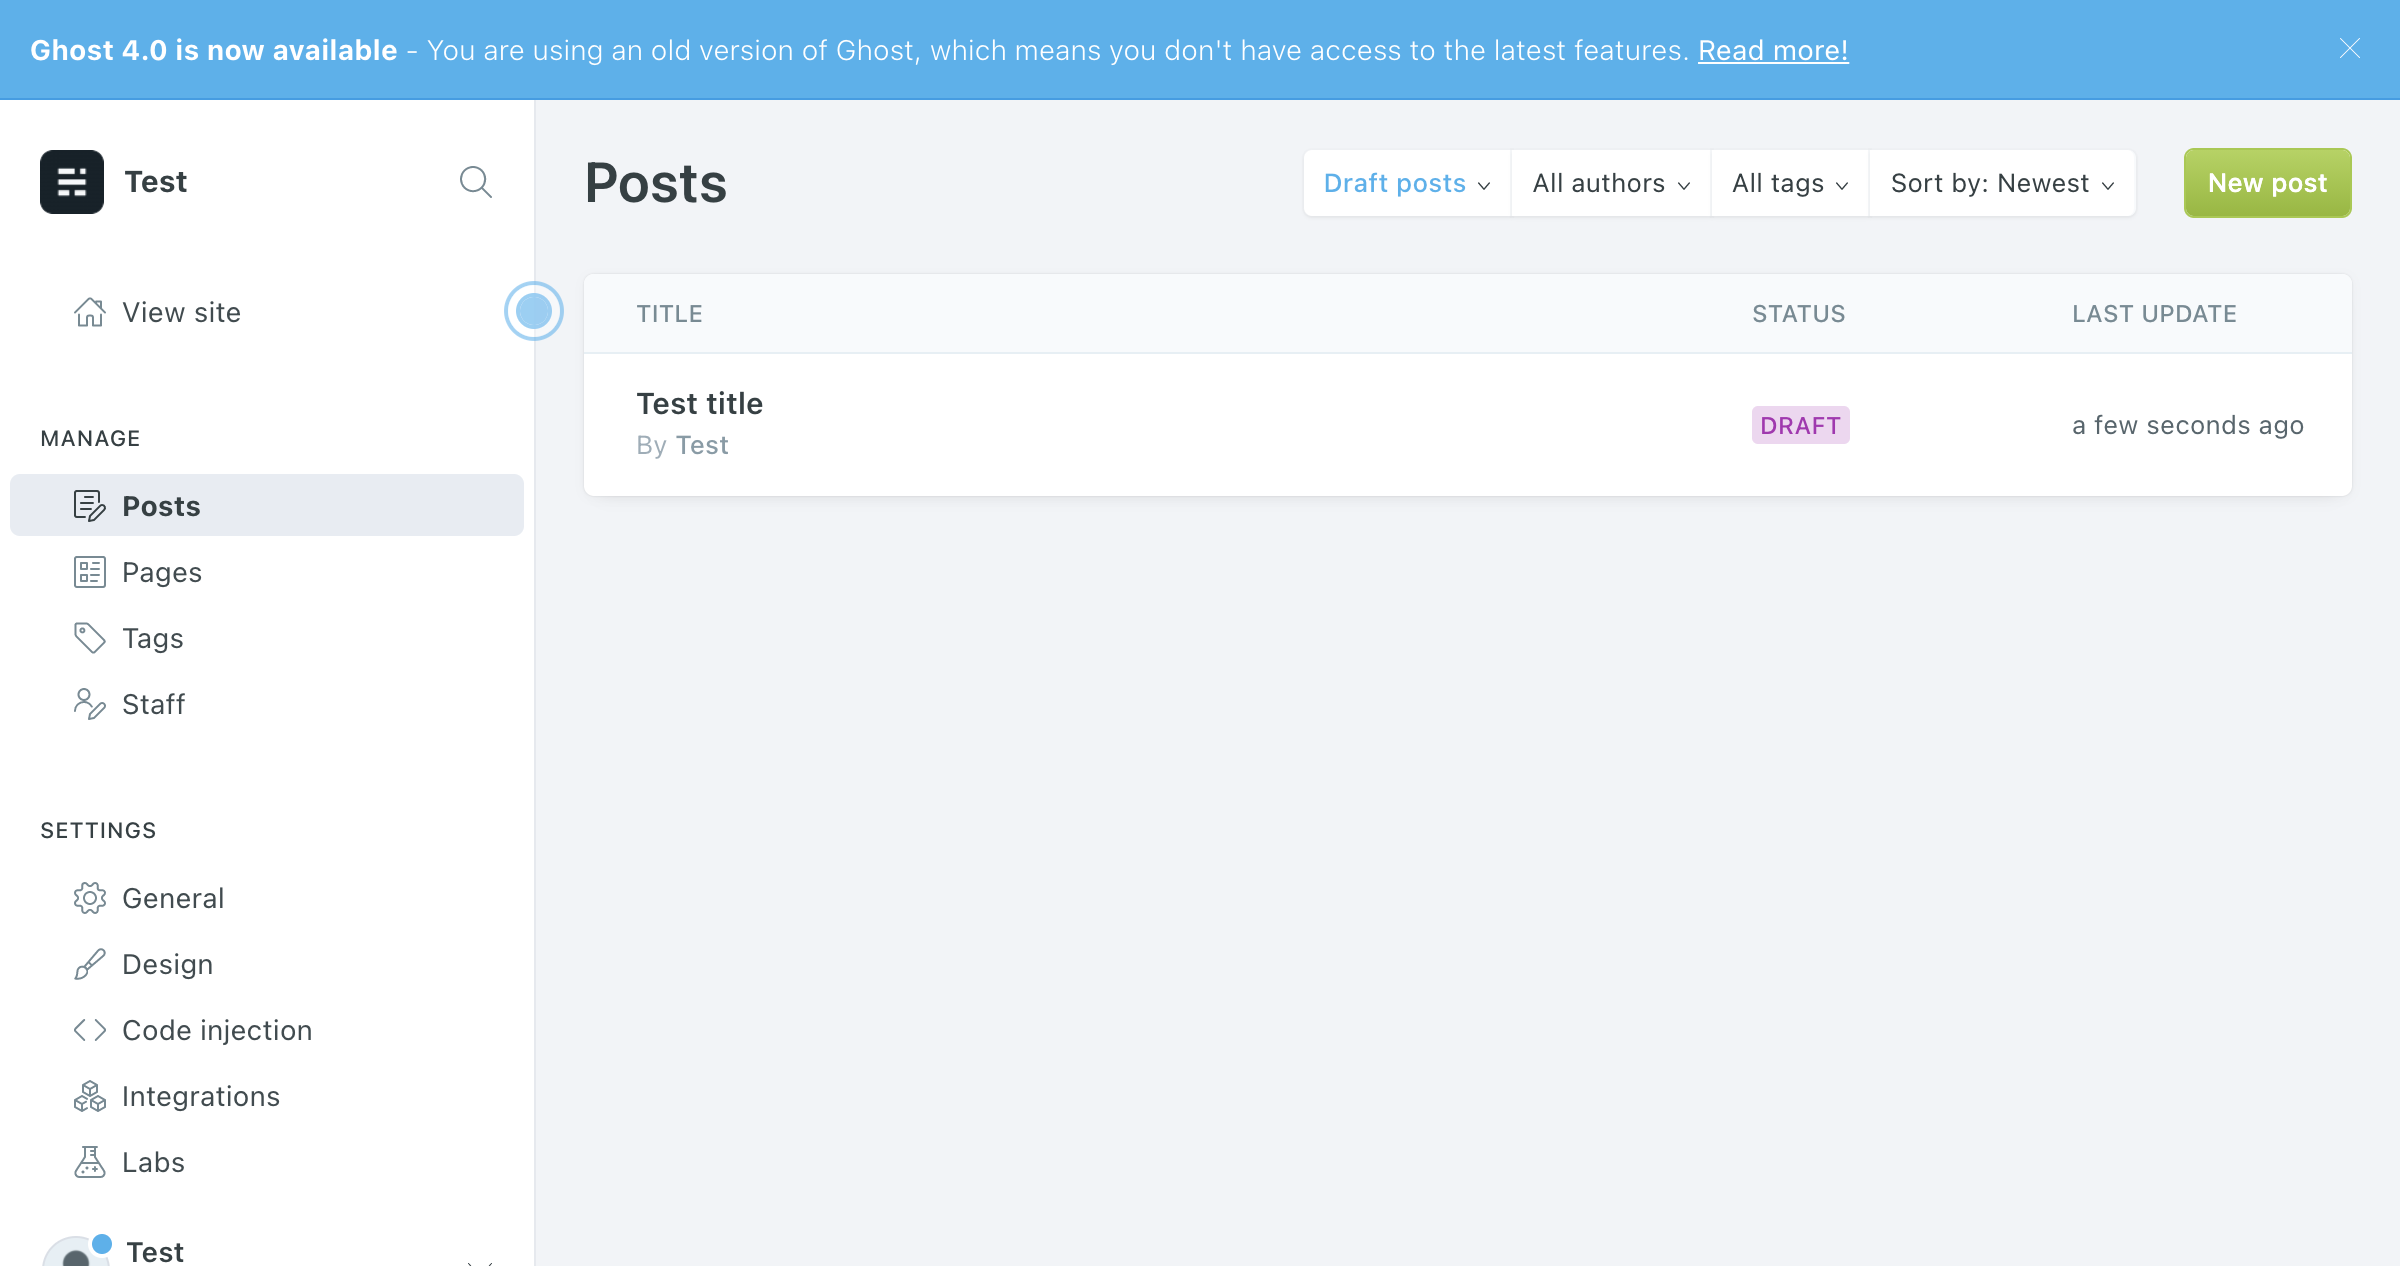 Ghost 4.0 is now available - You are using an old version of Ghost, which means you don't have access to the latest features. Read more!
Test
View site
MANAGE
Posts
Pages
Tags
Staff
SETTINGS
General
Design
Code injection
Integrations
Labs
Test
Posts
Draft posts
All authors
All tags
Sort by: Newest
New post
TITLE
STATUS
LAST UPDATE
Test title
By Test
DRAFT
a few seconds ago